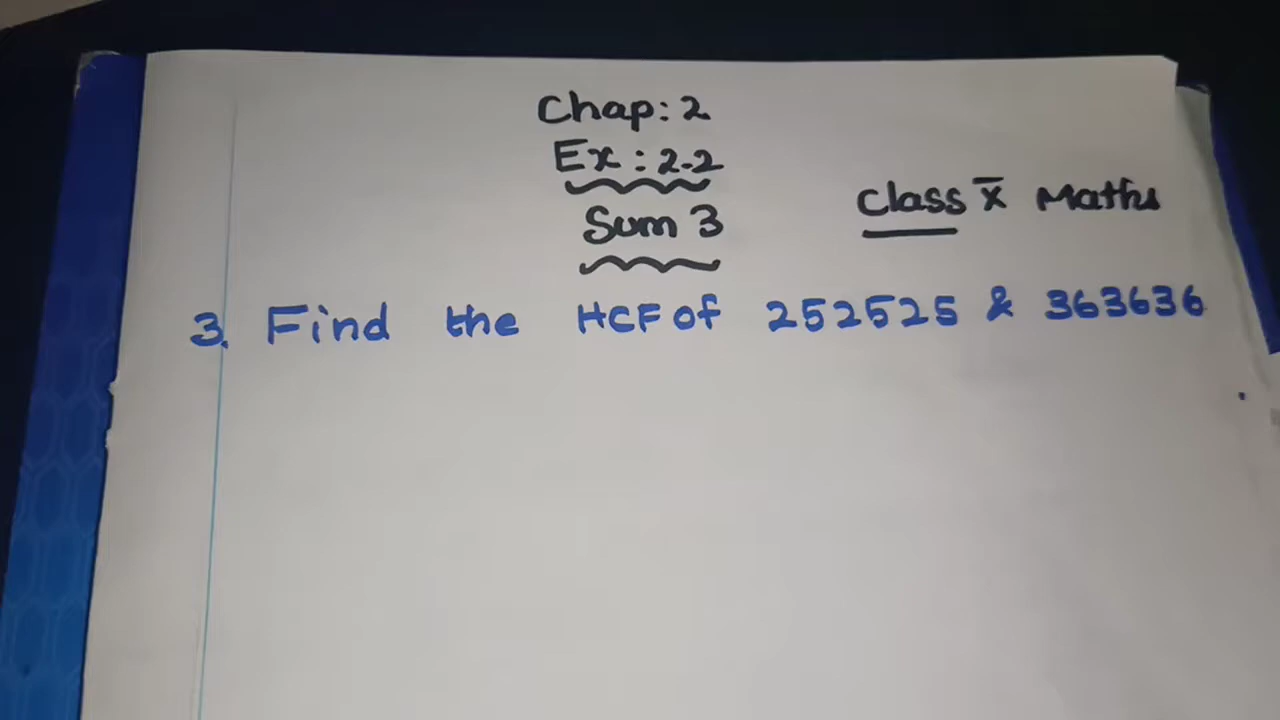 Chap: 2
Ex: 2.2
Sum 3
Class X Maths
3. Find the HCF of 252525 & 363636